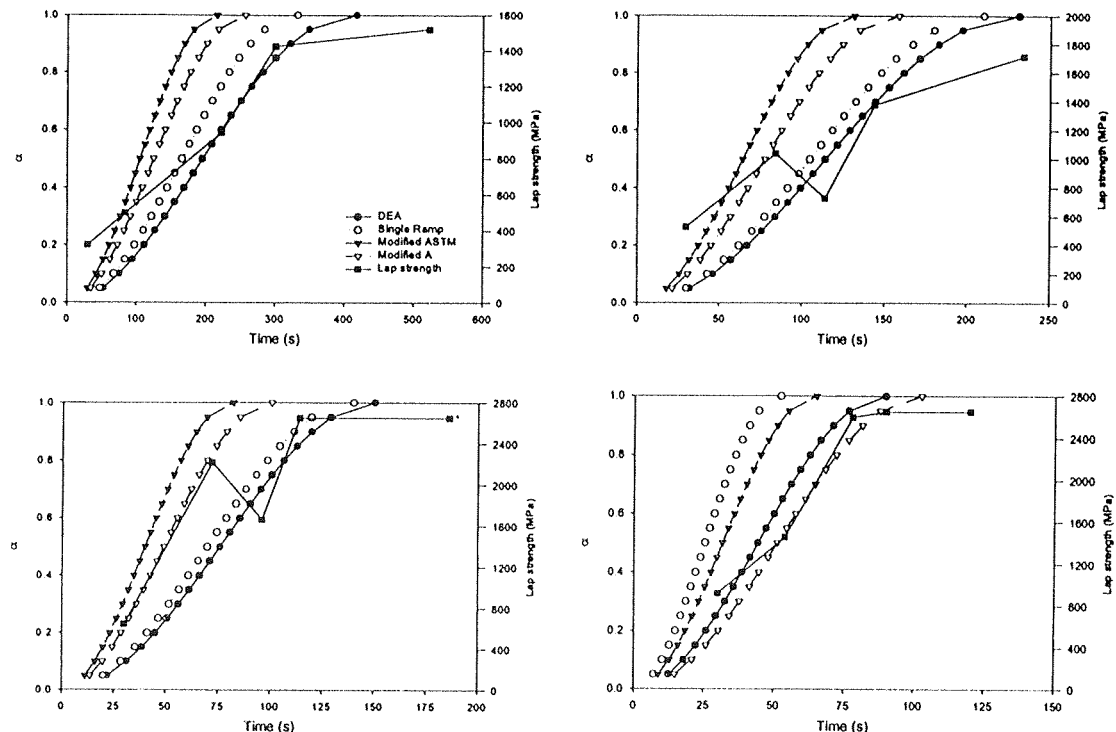 1.0
0.8
0.6
0.4
0.2
0.0
α
0 100 200 300 400 500 600
Time (s)
1600
1400
1200
1000
800
600
400
200
0
Lap strength (MPa)
DEA
Single Ramp
Modified ASTM
Modified A
Lap strength
1.0
0.8
0.6
0.4
0.2
0.0
α
0 50 100 150 200 250
Time (s)
2000
1800
1600
1400
1200
1000
800
600
400
200
0
Lap strength (MPa)
1.0
0.8
0.6
0.4
0.2
0.0
α
0 25 50 75 100 125 150 175 200
Time (s)
2800
2400
2000
1600
1200
800
400
0
Lap strength (MPa)
1.0
0.8
0.6
0.4
0.2
0.0
α
0 25 50 75 100 125 150
Time (s)
2800
2400
2000
1600
1200
800
400
0
Lap strength (MPa)